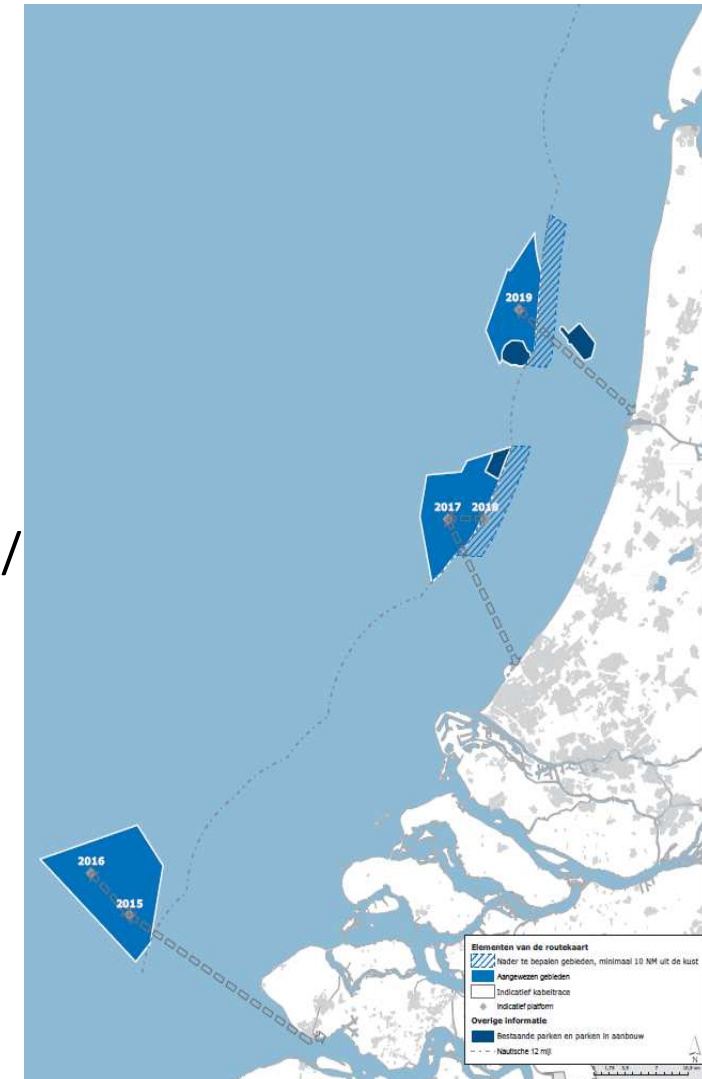 2019
2017
2018
/
2016
2015
Elementen van de routekaart
Nader te bepalen gebieden, minimaal 10 NM uit de kust
Aangewezen gebieden
Indicatief kabeltrace
Indicatief platform
Overige informatie
Bestaande parken en parken in aanbouw
Nautische 12 mijl
N